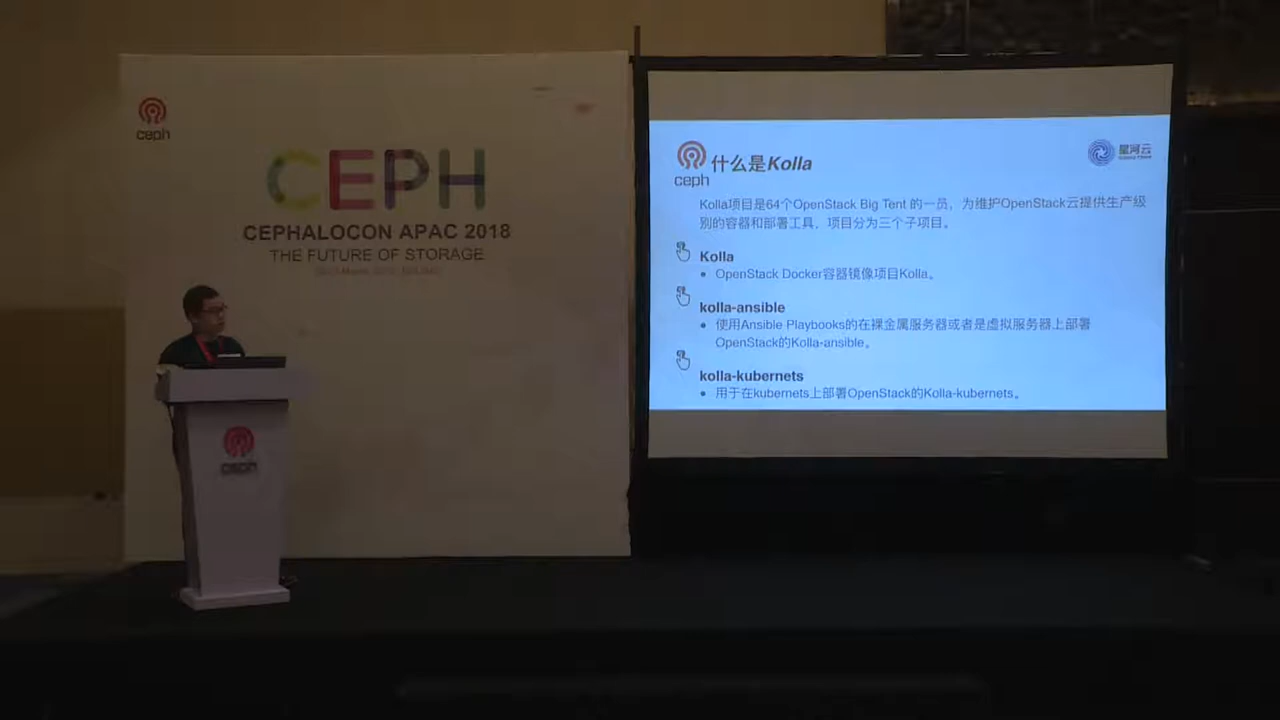 ceph
CEPH
CEPHALOCON APAC 2018
THE FUTURE OF STORAGE
ceph
ceph
什么是Kolla
星河云
Kolla项目是64个OpenStack Big Tent 的一员，为维护OpenStack云提供生产级
别的容器和部署工具，项目分为三个子项目。
Kolla
• OpenStack Docker容器镜像项目Kolla。
kolla-ansible
• 使用Ansible Playbooks的在裸金属服务器或者是虚拟服务器上部署
OpenStack的Kolla-ansible。
kolla-kubernets
• 用于在kubernets上部署OpenStack的Kolla-kubernets。